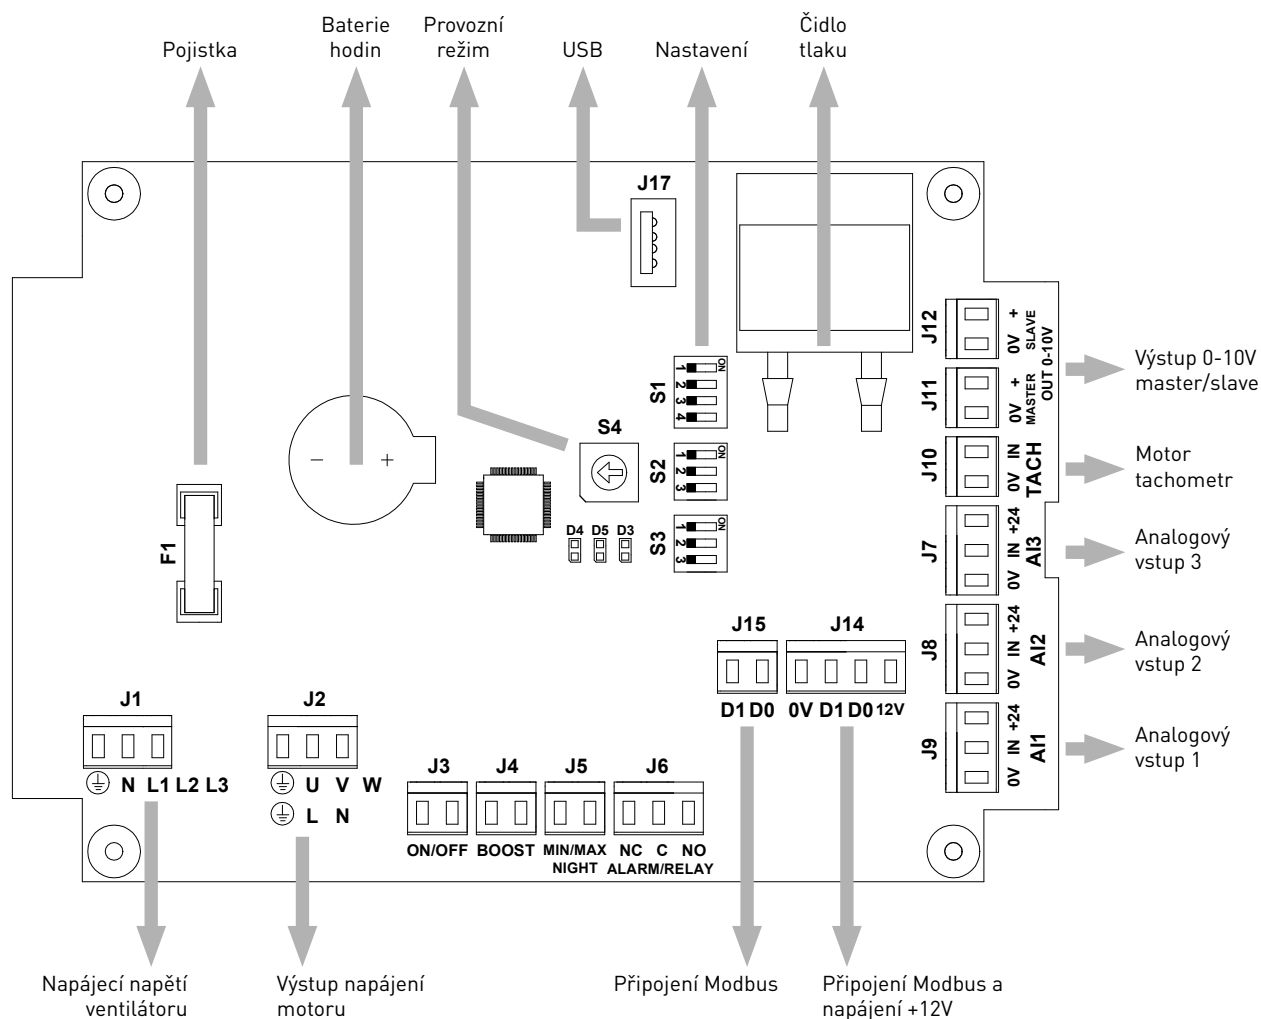 Pojistka
Baterie
hodin
Provozní
režim
USB
Nastavení
Čidlo
tlaku
J17
J12
+
0V
SLAVE
OUT 0-10V
J11
+
0V
MASTER
Výstup 0-10V
master/slave
S1
ON
1
2
3
4
S4
S2
ON
1
2
3
J10
IN
0V
TACH
Motor
tachometr
− +
D4 D5 D3
S3
ON
1
2
3
F1
J7
+24
IN
0V
AI3
Analogový
vstup 3
J8
+24
IN
0V
AI2
Analogový
vstup 2
J15
D1 D0
J14
0V D1 D0 12V
J9
+24
IN
0V
AI1
Analogový
vstup 1
J1
N L1 L2 L3
J2
U V W
L N
J3
ON/OFF
J4
BOOST
J5
MIN/MAX
NIGHT
J6
NC C NO
ALARM/RELAY
Napájecí napětí
ventilátoru
Výstup napájení
motoru
Připojení Modbus
Připojení Modbus a
napájení +12V